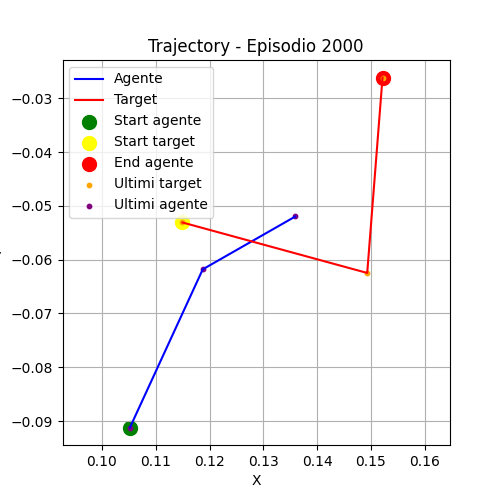 Trajectory - Episodio 2000
Agente
Target
Start agente
Start target
End agente
Ultimi target
Ultimi agente
−0.03
−0.04
−0.05
−0.06
−0.07
−0.08
−0.09
0.10 0.11 0.12 0.13 0.14 0.15 0.16
X